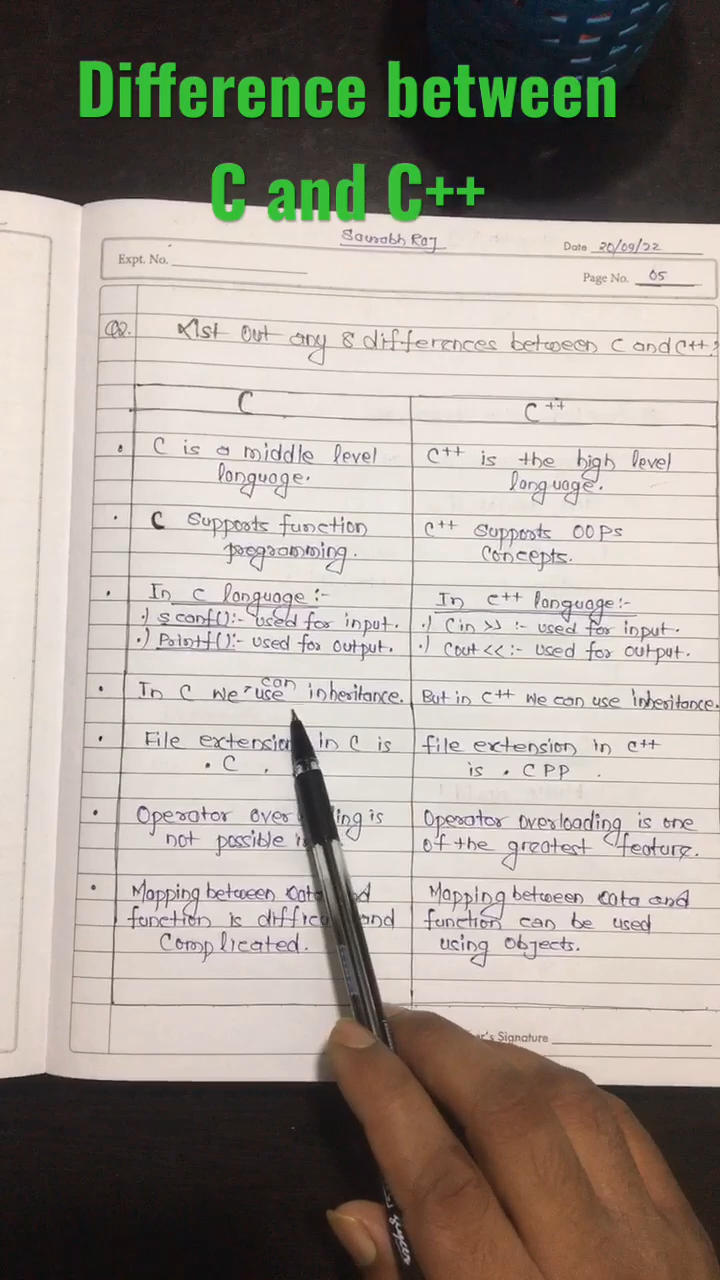 Difference between
C and C++
Saurabh Raj
Expt. No.
Date 20/09/22
Page No. 05
Q2. List out any 8 differences between C and C++?
C
C++
• C is a middle level
language.
C++ is the high level
language.
• C Supports function
programming.
C++ supports OOPs
Concepts.
• In C language :-
·) Scanf() :- used for input.
·) Printf() :- used for output.
In C++ language :-
·) Cin >> :- used for input.
·) Cout << :- used for output.
• In C we can use inheritance.
But in C++ we can use inheritance.
• File extension in C is
.C .
file extension in C++
is . CPP .
• Operator over ing is
not possible
Operator overloading is one
of the greatest feature.
• Mapping between
function is and
Complicated.
Mapping between cata and
function can be used
using objects.
Signature